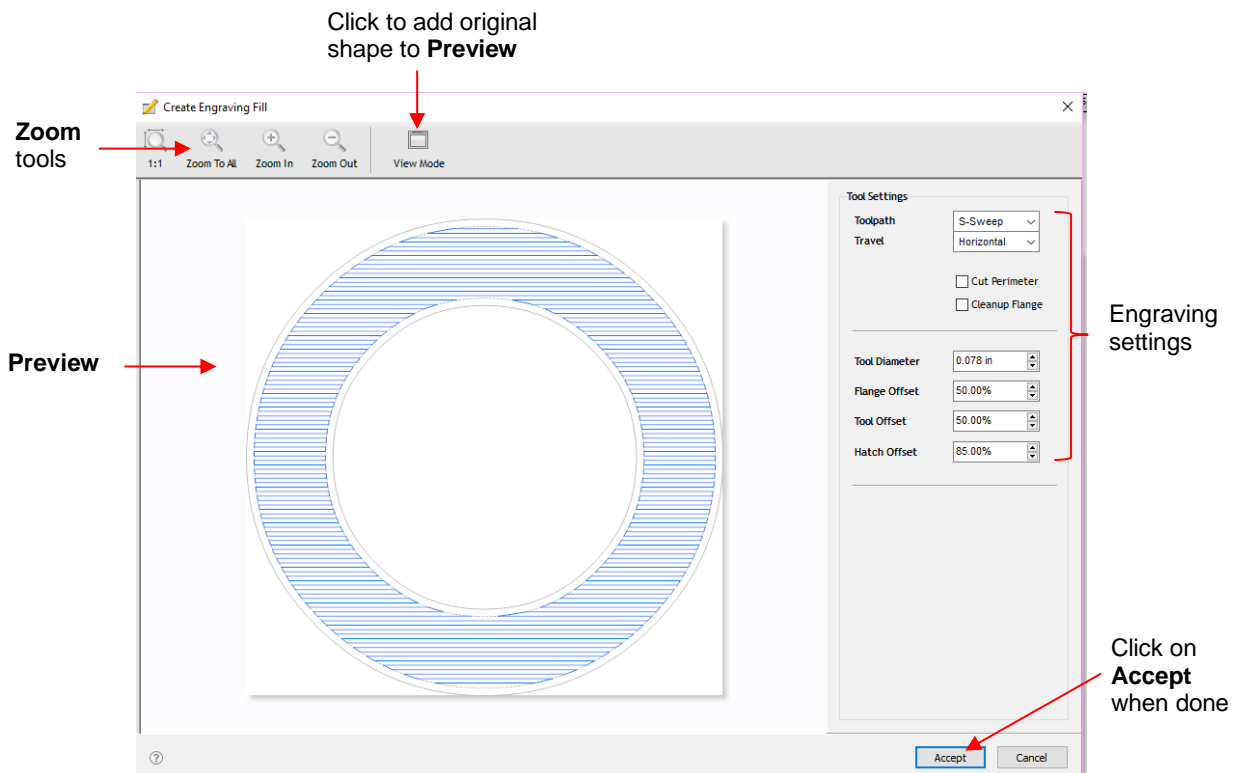 Click to add original
shape to Preview
Create Engraving Fill
Zoom
tools
1:1 Zoom To All Zoom In Zoom Out View Mode
Tool Settings
Toolpath S-Sweep
Travel Horizontal
Cut Perimeter
Cleanup Flange
Engraving
settings
Preview
Tool Diameter 0.078 in
Flange Offset 50.00%
Tool Offset 50.00%
Hatch Offset 85.00%
Click on
Accept
when done
? Accept Cancel